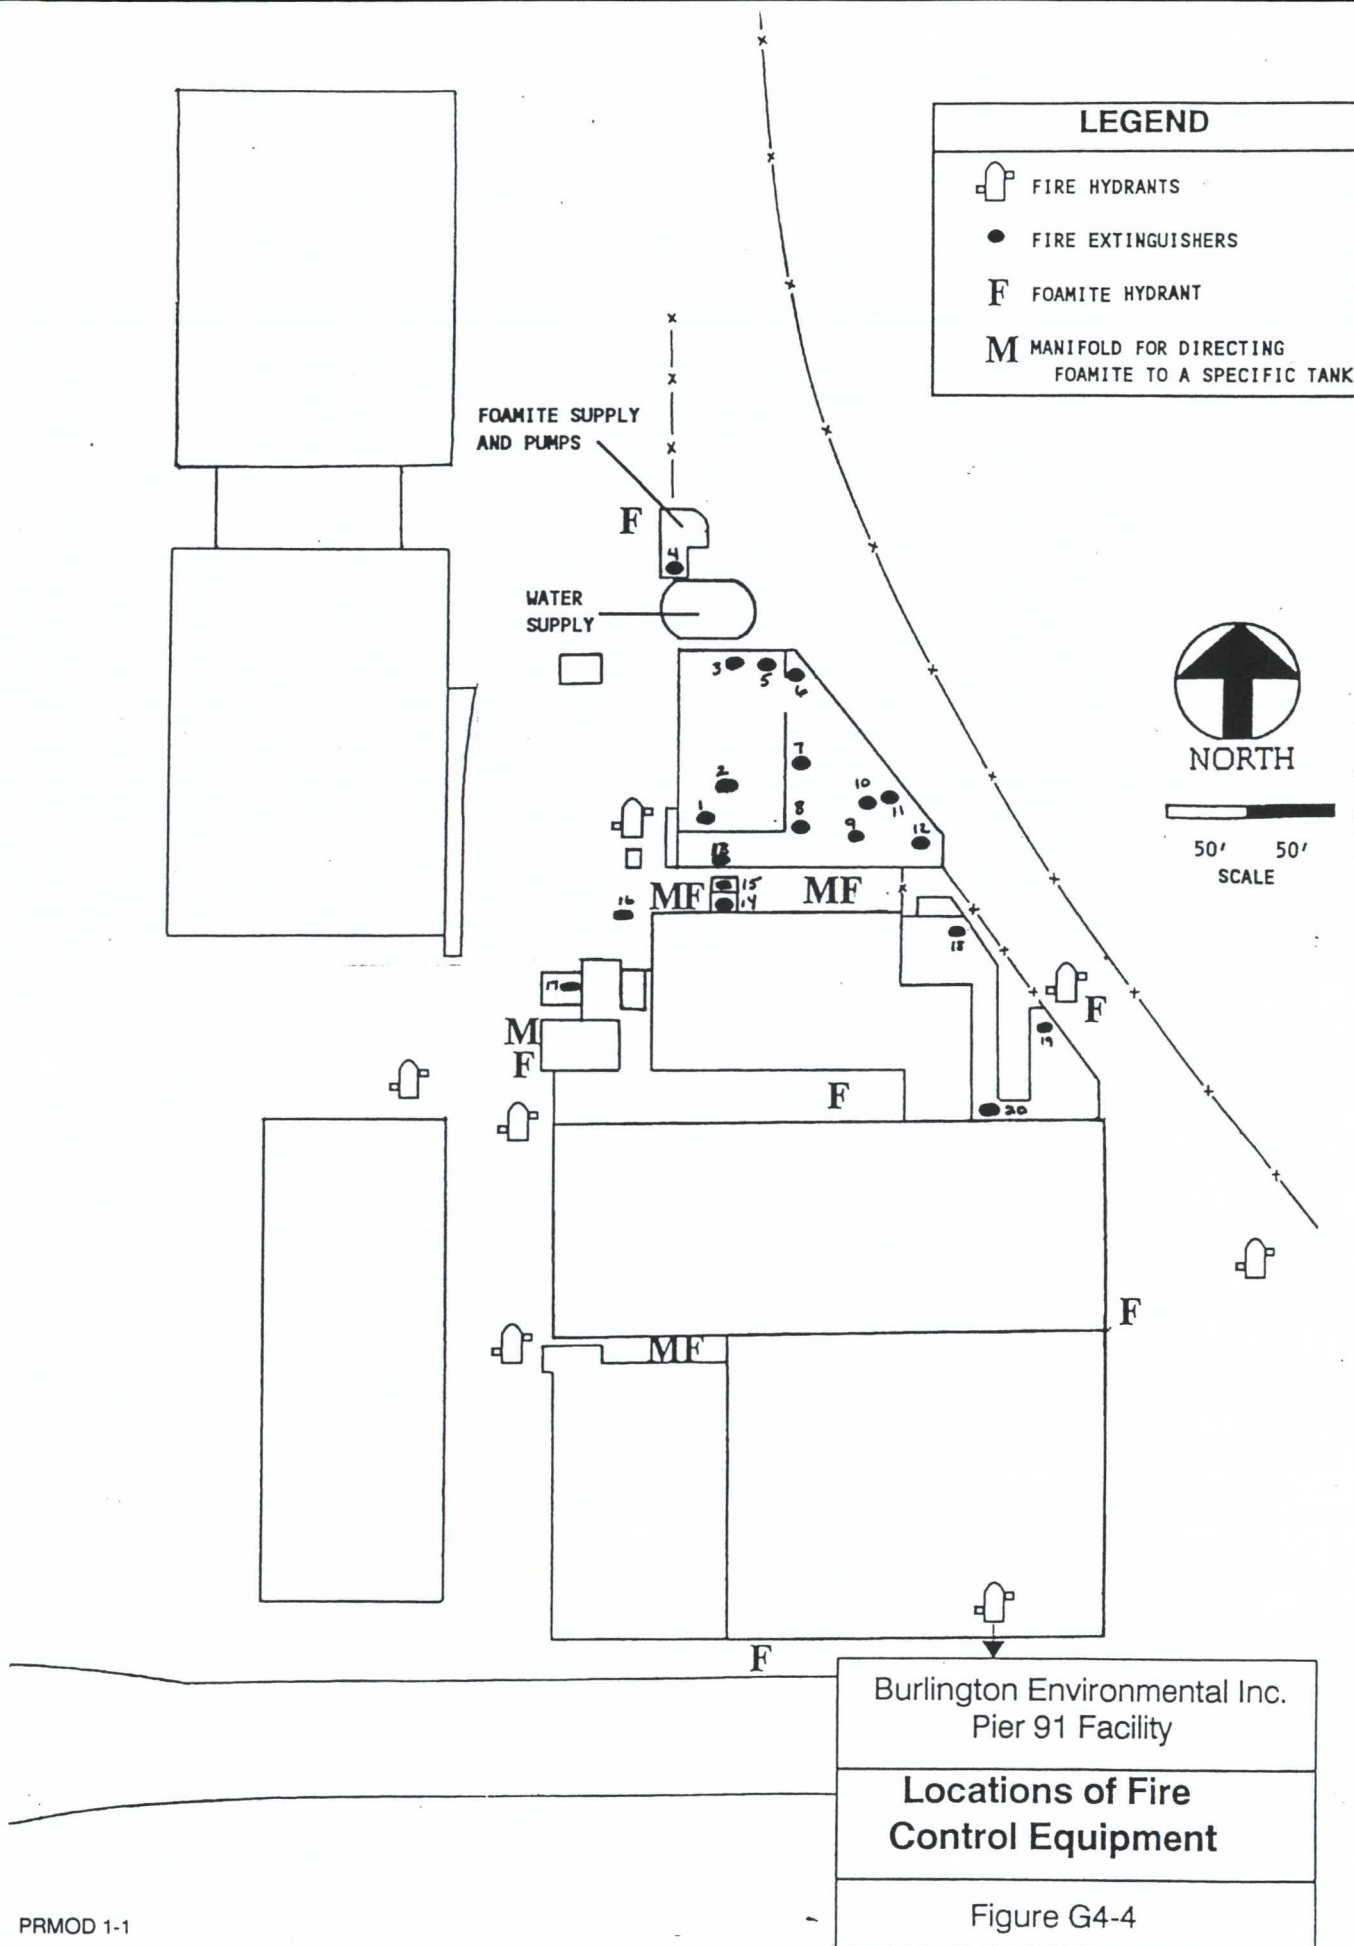 LEGEND
FIRE HYDRANTS
FIRE EXTINGUISHERS
F FOAMITE HYDRANT
M MANIFOLD FOR DIRECTING
FOAMITE TO A SPECIFIC TANK
FOAMITE SUPPLY
AND PUMPS
F
4
WATER
SUPPLY
3
5
6
NORTH
7
2
50' 50'
SCALE
10
11
1
8
9
12
13
MF
15
14
MF
16
18
17
F
19
M
F
F
20
F
MF
F
Burlington Environmental Inc.
Pier 91 Facility
Locations of Fire
Control Equipment
Figure G4-4
PRMOD 1-1